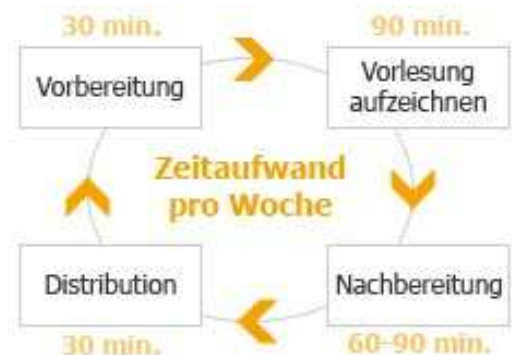 30 min.
90 min.
Vorbereitung
Vorlesung
aufzeichnen
Zeitaufwand
pro Woche
Distribution
Nachbereitung
30 min.
60-90 min.